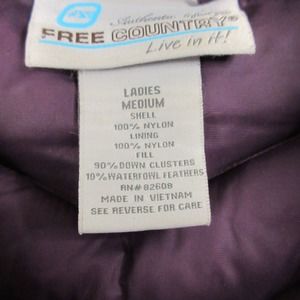 Authentic
FREE COUNTRY®
Live in it!
LADIES
MEDIUM
SHELL
100% NYLON
LINING
100% NYLON
FILL
90% DOWN CLUSTERS
10% WATERFOWL FEATHERS
RN# 82608
MADE IN VIETNAM
SEE REVERSE FOR CARE